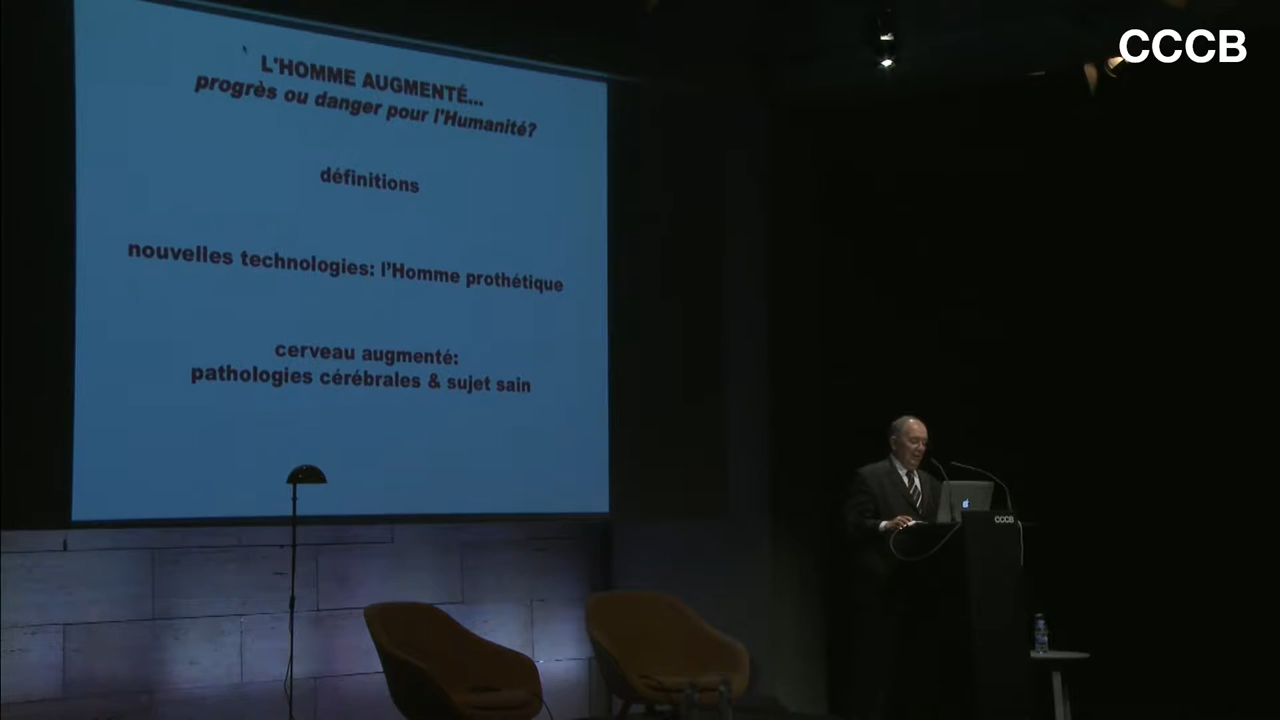 CCCB
L'HOMME AUGMENTÉ...
progrès ou danger pour l'Humanité?
définitions
nouvelles technologies: l'Homme prothétique
cerveau augmenté:
pathologies cérébrales & sujet sain
CCCB